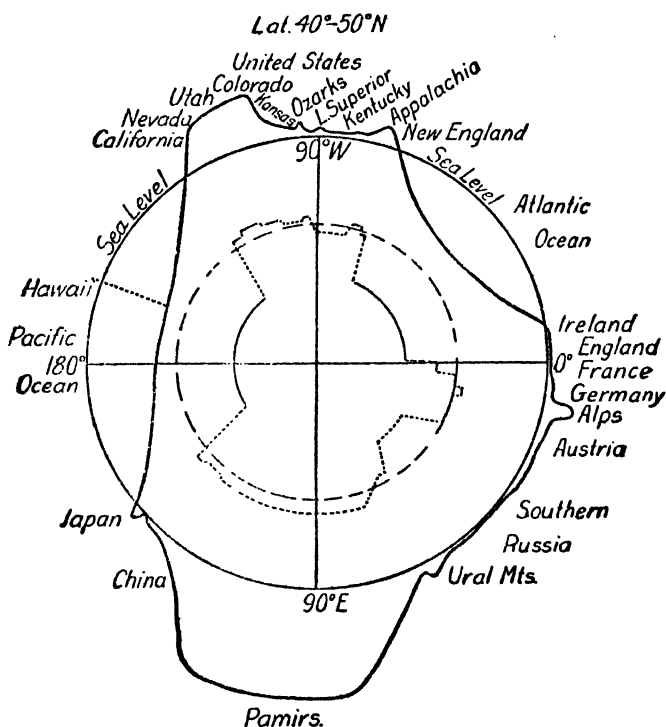 Lat. 40°-50°N
United States
Colorado
Utah
Nevada
California
Kansas
Ozarks
L. Superior
Kentucky
Appalachia
New England
90°W
Sea Level
Sea Level
Atlantic
Ocean
Hawaii
Pacific
180°
Ocean
Ireland
England
0°
France
Germany
Alps
Austria
Southern
Russia
Ural Mts.
Japan
China
90°E
Pamirs.